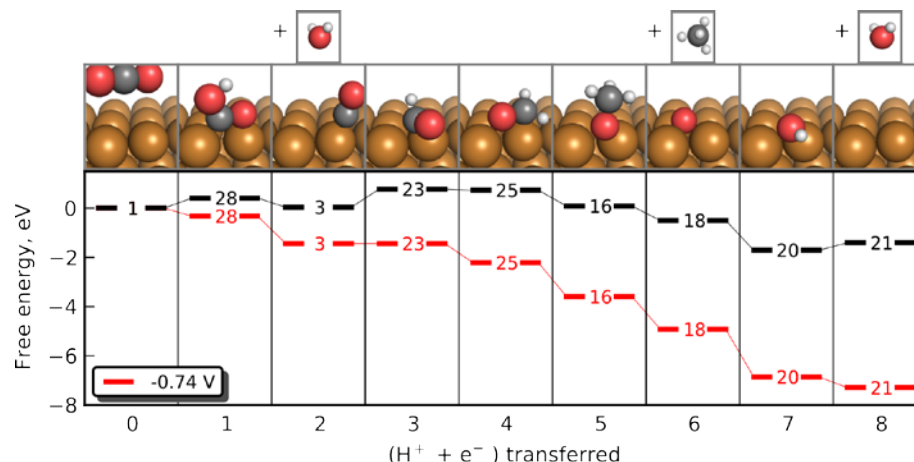 + +  +
28 23 25
0 1 3 16 18 20 21
28
−2 3 23 25
−4 16
18
−6
20 21
−8
-0.74 V
Free energy, eV
0 1 2 3 4 5 6 7 8
(H⁺ + e⁻ ) transferred